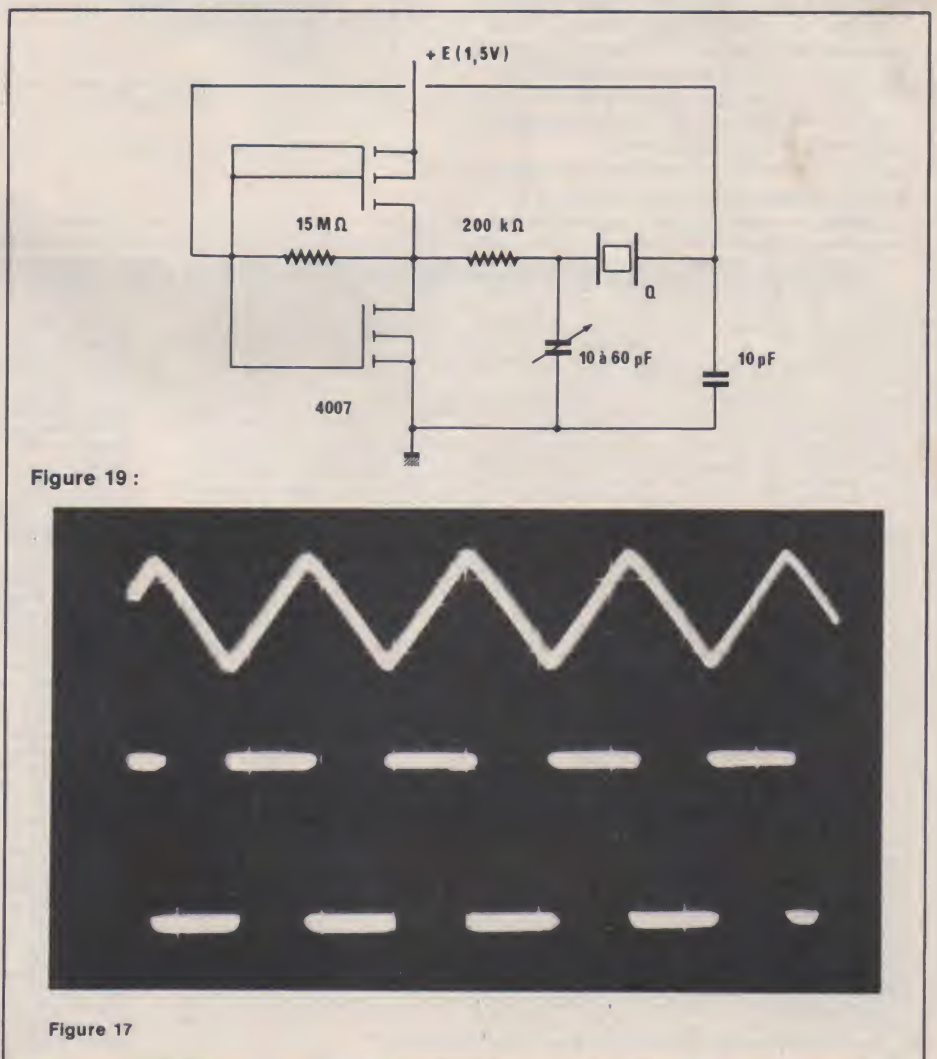 + E (1,5V)
15 MΩ
200 kΩ
Q
10 à 60 pF
10 pF
4007
Figure 19 :
Figure 17